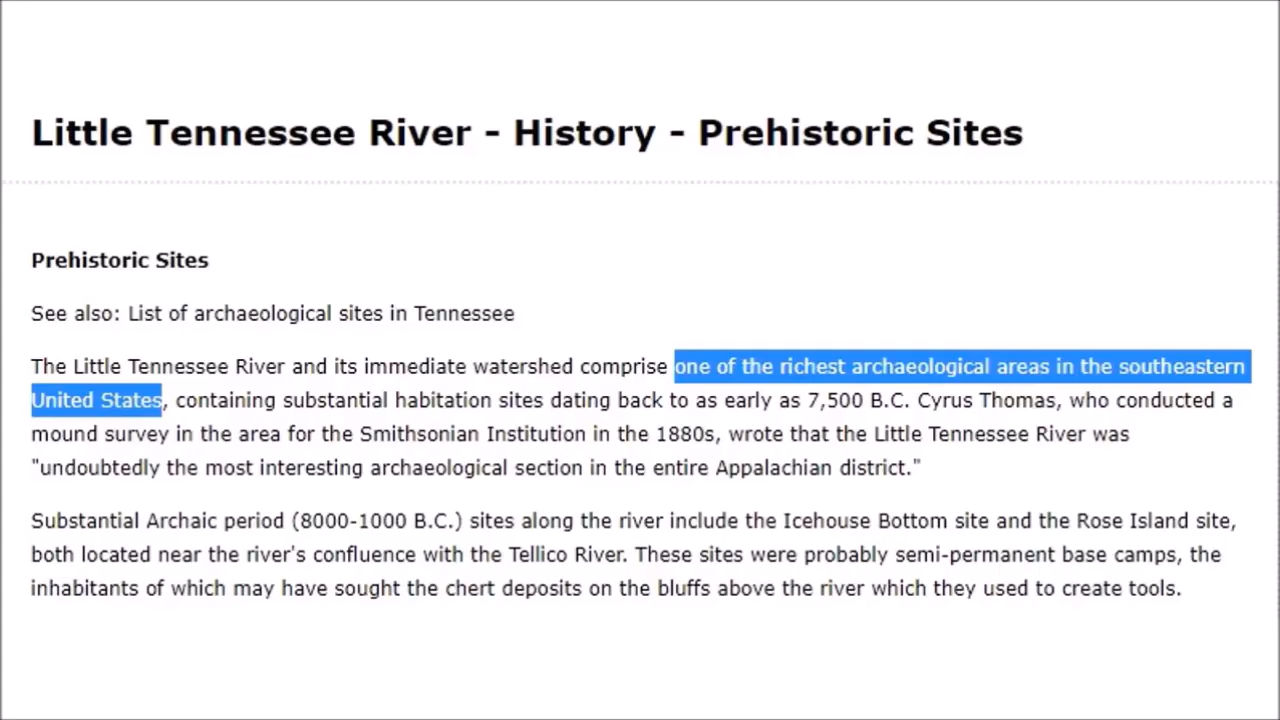 Little Tennessee River - History - Prehistoric Sites
Prehistoric Sites
See also: List of archaeological sites in Tennessee
The Little Tennessee River and its immediate watershed comprise one of the richest archaeological areas in the southeastern
United States, containing substantial habitation sites dating back to as early as 7,500 B.C. Cyrus Thomas, who conducted a
mound survey in the area for the Smithsonian Institution in the 1880s, wrote that the Little Tennessee River was
"undoubtedly the most interesting archaeological section in the entire Appalachian district."
Substantial Archaic period (8000-1000 B.C.) sites along the river include the Icehouse Bottom site and the Rose Island site,
both located near the river's confluence with the Tellico River. These sites were probably semi-permanent base camps, the
inhabitants of which may have sought the chert deposits on the bluffs above the river which they used to create tools.